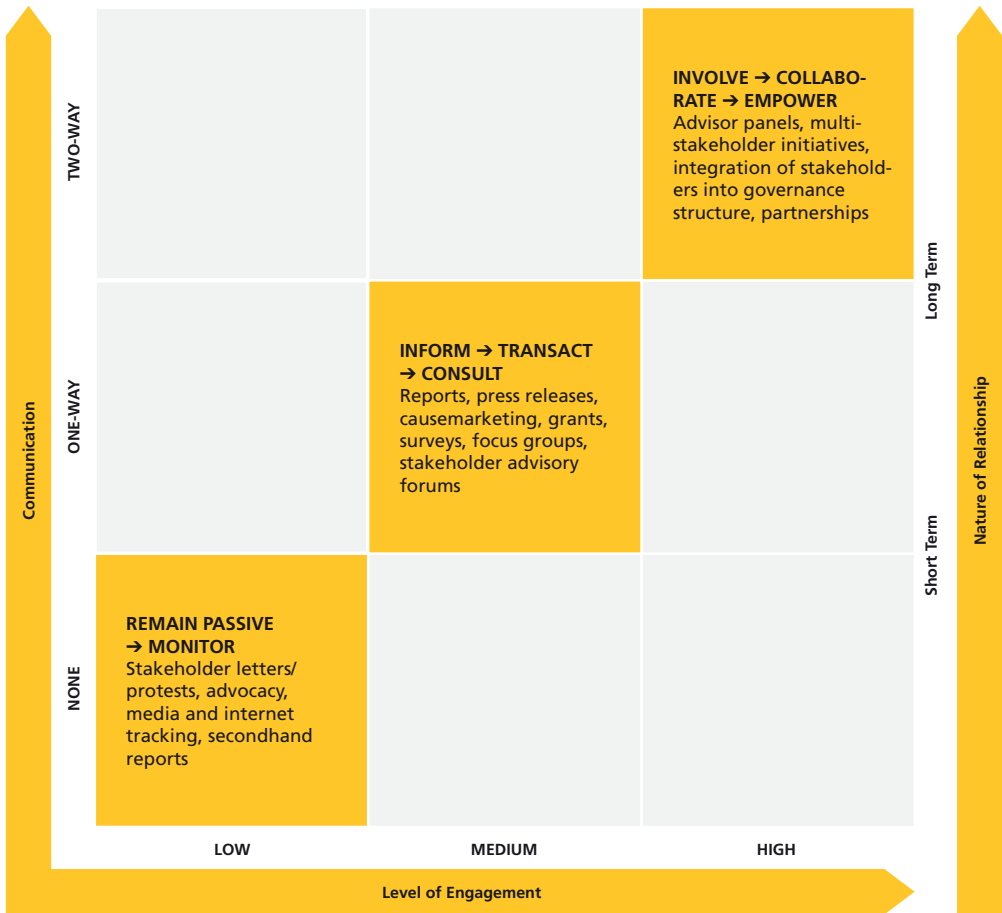 TWO-WAY
INVOLVE ➔ COLLABO-
RATE ➔ EMPOWER
Advisor panels, multi-
stakeholder initiatives,
integration of stakehold-
ers into governance
structure, partnerships
Long Term
ONE-WAY
INFORM ➔ TRANSACT
➔ CONSULT
Reports, press releases,
causemarketing, grants,
surveys, focus groups,
stakeholder advisory
forums
Communication
Nature of Relationship
Short Term
NONE
REMAIN PASSIVE
➔ MONITOR
Stakeholder letters/
protests, advocacy,
media and internet
tracking, secondhand
reports
LOW
MEDIUM
HIGH
Level of Engagement